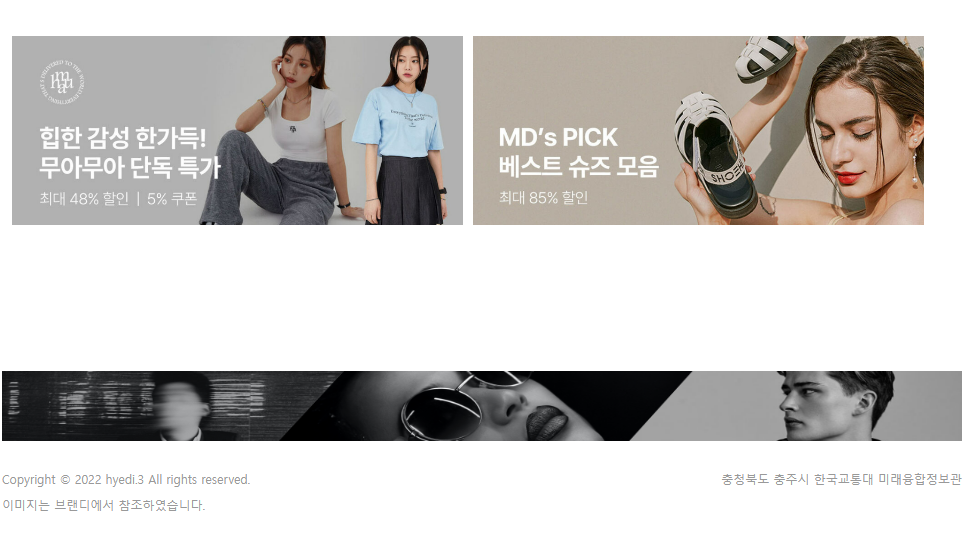 힙한 감성 한가득!
무아무아 단독 특가
최대 48% 할인 | 5% 쿠폰
MD's PICK
베스트 슈즈 모음
최대 85% 할인
Copyright © 2022 hyedi.3 All rights reserved.
충청북도 충주시 한국교통대 미래융합정보관
이미지는 브랜디에서 참조하였습니다.